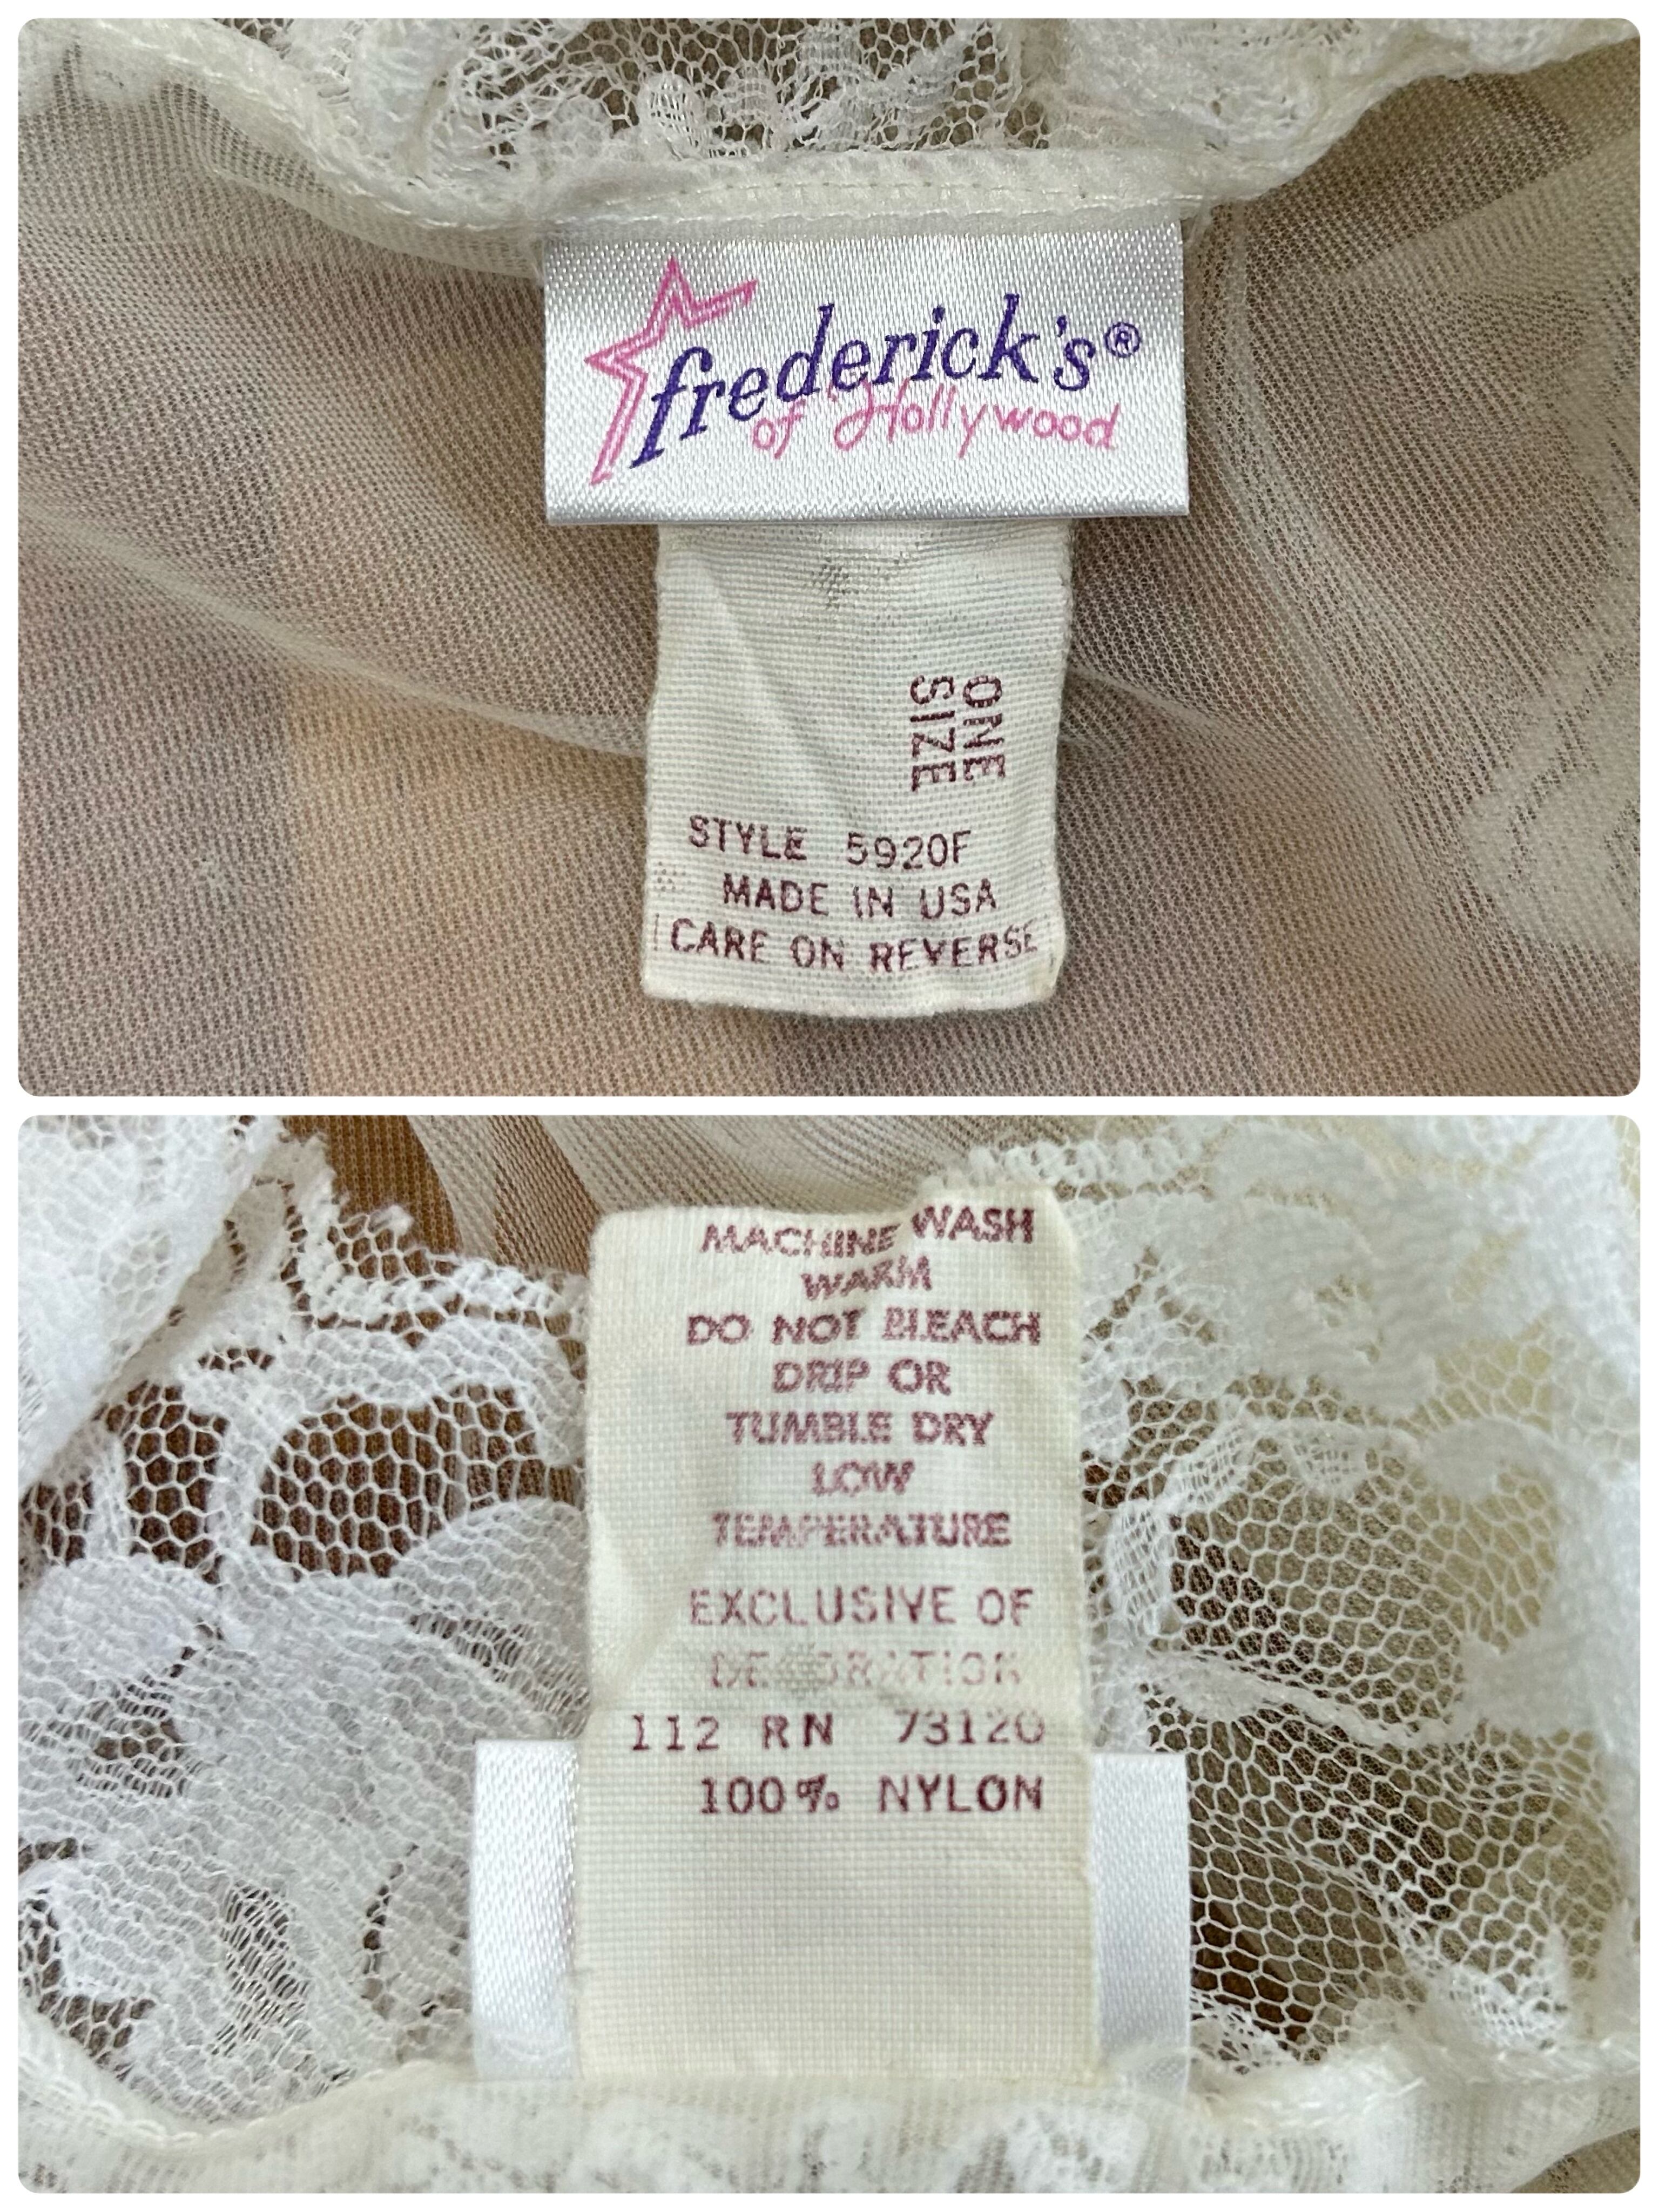 frederick's®
of Hollywood
ONE
SIZE
STYLE 5920F
MADE IN USA
CARE ON REVERSE
MACHINE WASH
WARM
DO NOT BLEACH
DRIP OR
TUMBLE DRY
LOW
TEMPERATURE
EXCLUSIVE OF
DECORATION
112 RN 73120
100% NYLON